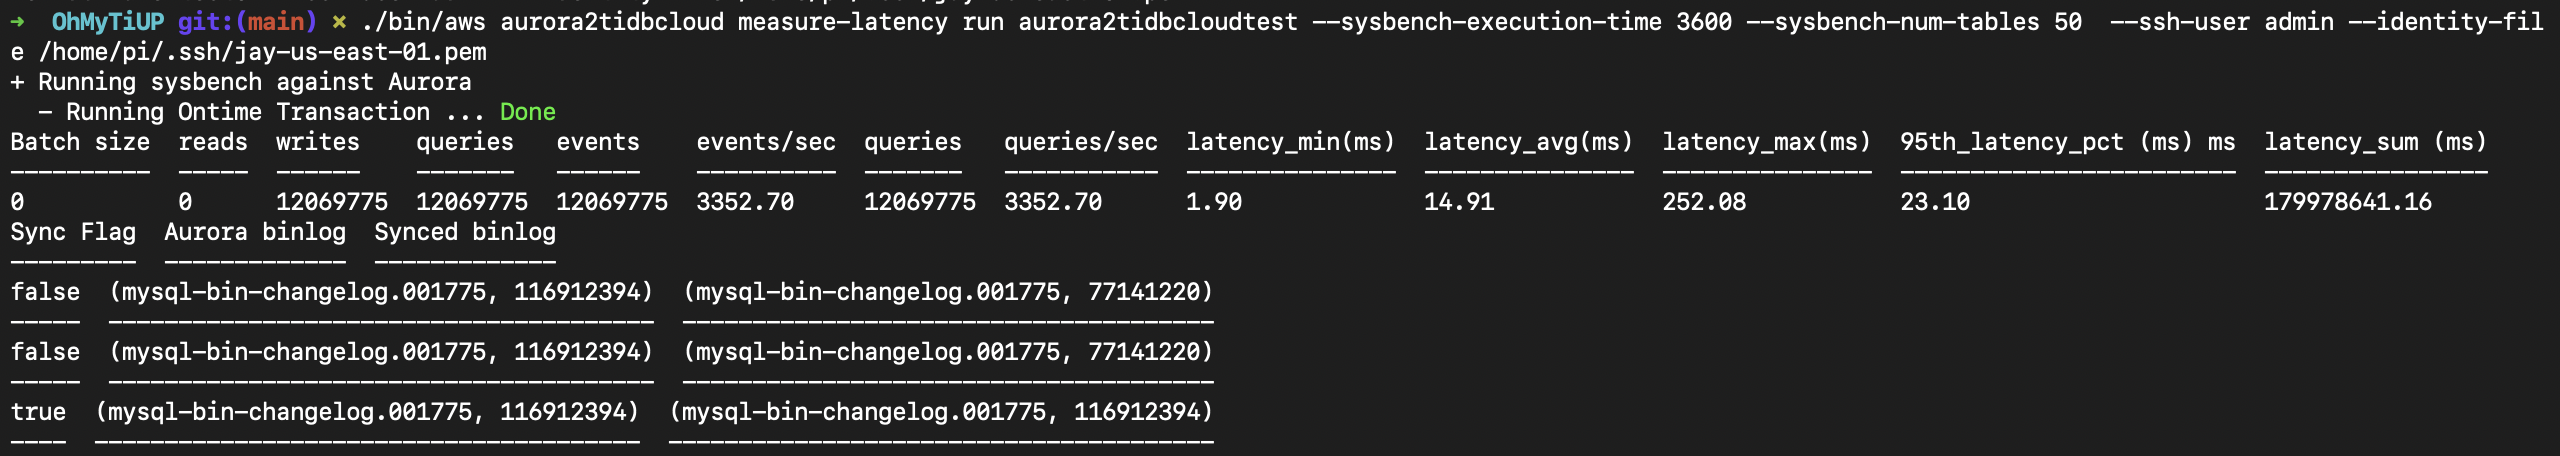 ➜  OhMyTiUP git:(main) ✗ ./bin/aws aurora2tidbcloud measure-latency run aurora2tidbcloudtest --sysbench-execution-time 3600 --sysbench-num-tables 50  --ssh-user admin --identity-fil
e /home/pi/.ssh/jay-us-east-01.pem
+ Running sysbench against Aurora
  - Running Ontime Transaction ... Done
Batch size  reads  writes    queries   events    events/sec  queries   queries/sec  latency_min(ms)  latency_avg(ms)  latency_max(ms)  95th_latency_pct (ms) ms  latency_sum (ms)
----------  -----  ------    -------   ------    ----------  -------   -----------  ---------------  ---------------  ---------------  ------------------------  ----------------
0           0      12069775  12069775  12069775  3352.70     12069775  3352.70      1.90             14.91            252.08           23.10                     179978641.16
Sync Flag  Aurora binlog  Synced binlog
---------  -------------  -------------
false  (mysql-bin-changelog.001775, 116912394)  (mysql-bin-changelog.001775, 77141220)
-----  ---------------------------------------  --------------------------------------
false  (mysql-bin-changelog.001775, 116912394)  (mysql-bin-changelog.001775, 77141220)
-----  ---------------------------------------  --------------------------------------
true  (mysql-bin-changelog.001775, 116912394)  (mysql-bin-changelog.001775, 116912394)
----  ---------------------------------------  ---------------------------------------